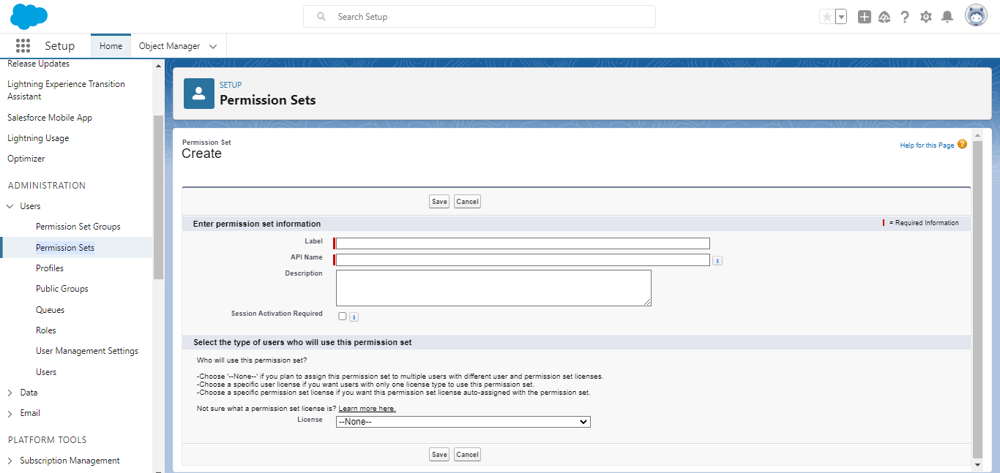 Search Setup
Setup
Home
Object Manager
Release Updates
Lightning Experience Transition
Assistant
Salesforce Mobile App
Lightning Usage
Optimizer
ADMINISTRATION
Users
Permission Set Groups
Permission Sets
Profiles
Public Groups
Queues
Roles
User Management Settings
Users
Data
Email
PLATFORM TOOLS
Subscription Management
SETUP
Permission Sets
Permission Set
Create
Help for this Page
Save Cancel
Enter permission set information
= Required Information
Label
API Name
Description
Session Activation Required
Select the type of users who will use this permission set
Who will use this permission set?
-Choose '--None--' if you plan to assign this permission set to multiple users with different user and permission set licenses.
-Choose a specific user license if you want users with only one license type to use this permission set.
-Choose a specific permission set license if you want this permission set license auto-assigned with the permission set.
Not sure what a permission set license is? Learn more here.
License --None--
Save Cancel